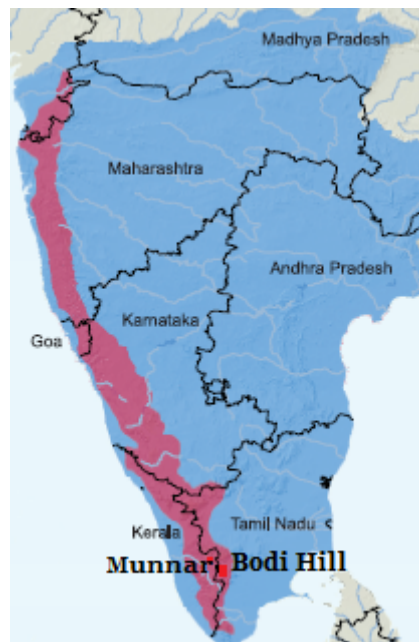 Madhya Pradesh
Maharashtra
Andhra Pradesh
Karnataka
Goa
Kerala
Tamil Nadu
Munnar Bodi Hill